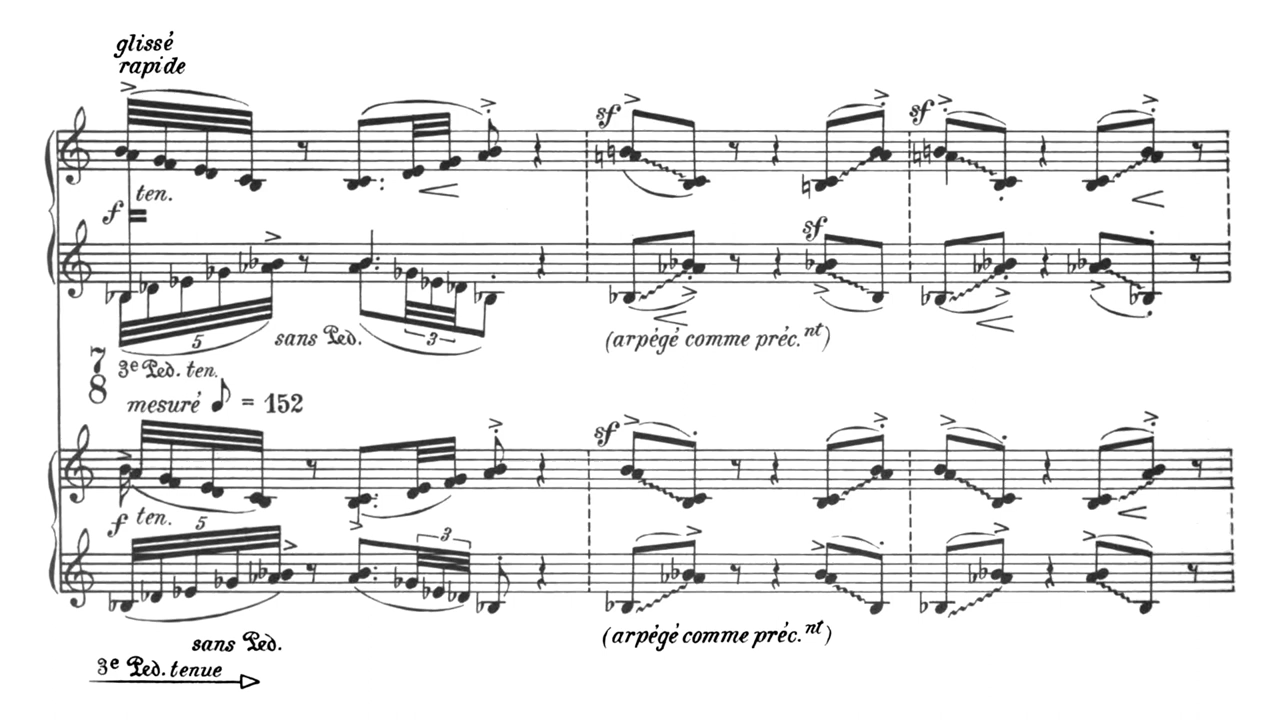 glissé
rapide
sf
sf
ten.
f
sf
5
sans Ped.
3
(arpégé comme préc.nt)
7
8
3e Ped. ten.
mesuré = 152
sf
f ten.
5
3
sans Ped.
(arpégé comme préc.nt)
3e Ped. tenue